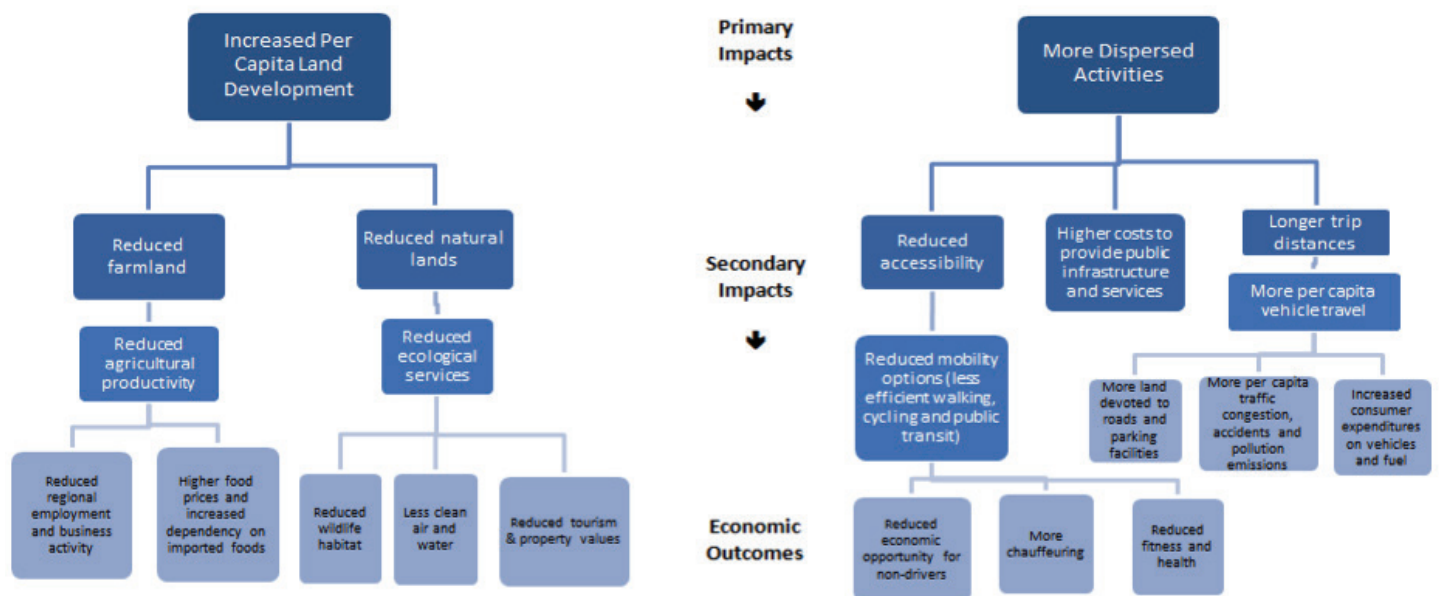 Increased Per
Capita Land
Development
Primary
Impacts
More Dispersed
Activities
Reduced
farmland
Reduced natural
lands
Secondary
Impacts
Reduced
accessibility
Higher costs to
provide public
infrastructure
and services
Longer trip
distances
More per capita
vehicle travel
Reduced
agricultural
productivity
Reduced
ecological
services
Reduced mobility
options (less
efficient walking,
cycling and public
transit)
More land
devoted to
roads and
parking
facilities
More per capita
traffic
congestion,
accidents and
pollution
emissions
Increased
consumer
expenditures
on vehicles
and fuel
Reduced
regional
employment
and business
activity
Higher food
prices and
increased
dependency on
imported foods
Reduced
wildlife
habitat
Less clean
air and
water
Reduced tourism
& property values
Economic
Outcomes
Reduced
economic
opportunity for
non-drivers
More
chauffeuring
Reduced
fitness and
health